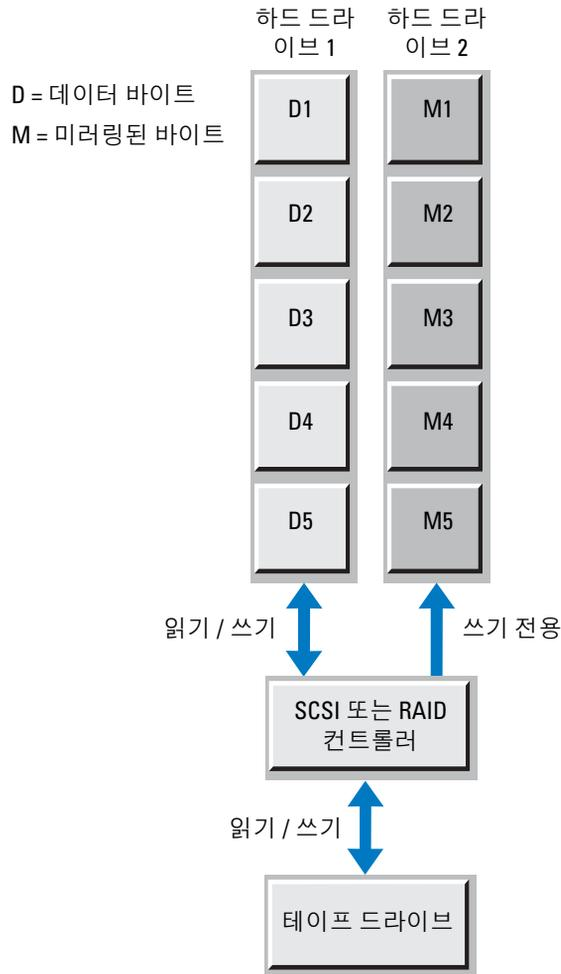 하드 드라
이브 1
하드 드라
이브 2
D = 데이터 바이트
M = 미러링된 바이트
D1
M1
D2
M2
D3
M3
D4
M4
D5
M5
읽기 / 쓰기
쓰기 전용
SCSI 또는 RAID
컨트롤러
읽기 / 쓰기
테이프 드라이브